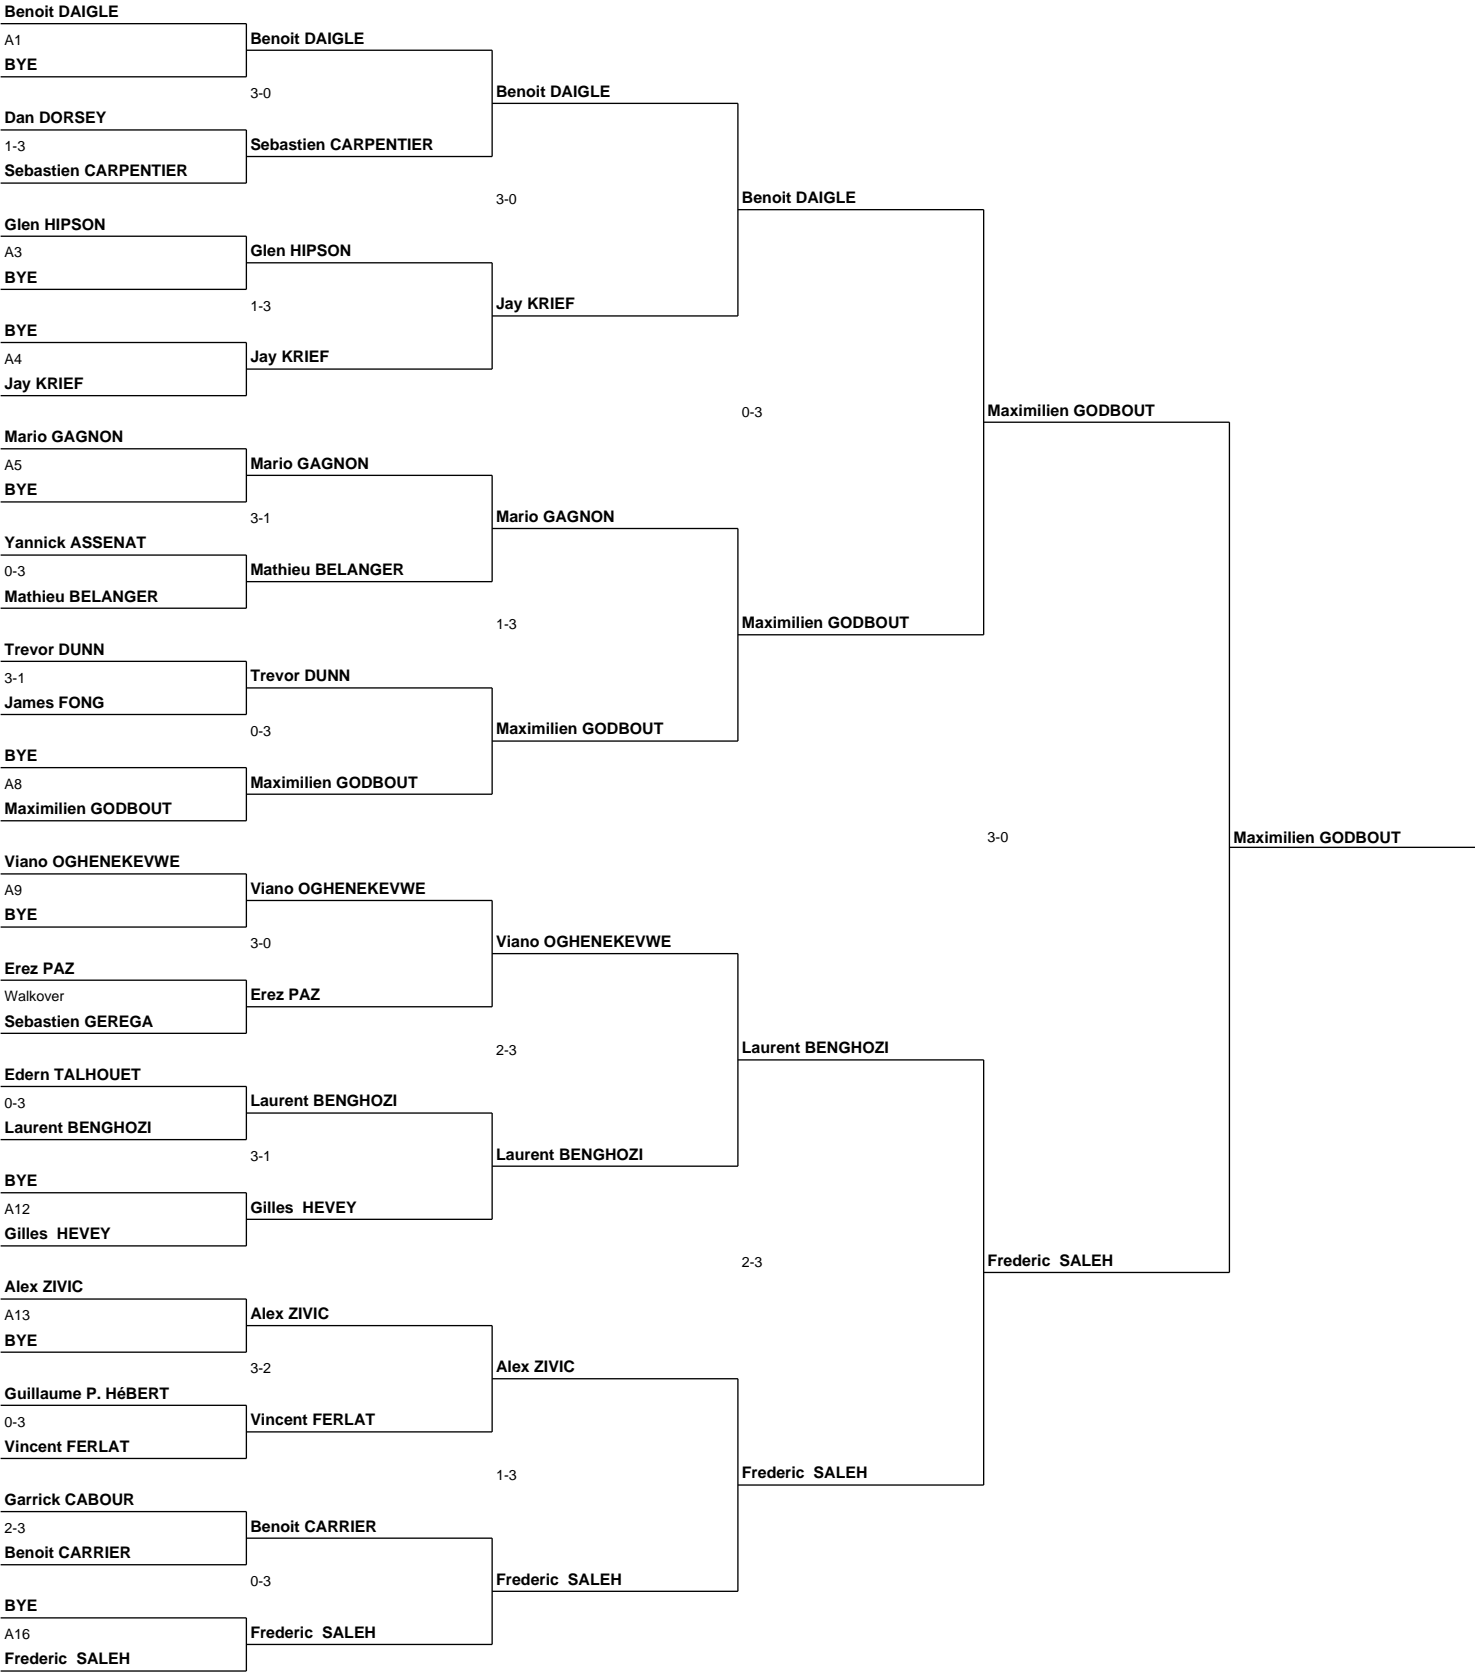 Benoit DAIGLE
A1
BYE
Dan DORSEY
1-3
Sebastien CARPENTIER
Glen HIPSON
A3
BYE
BYE
A4
Jay KRIEF
Mario GAGNON
A5
BYE
Yannick ASSENAT
0-3
Mathieu BELANGER
Trevor DUNN
3-1
James FONG
BYE
A8
Maximilien GODBOUT
Viano OGHENEKEVWE
A9
BYE
Erez PAZ
Walkover
Sebastien GEREGA
Edern TALHOUET
0-3
Laurent BENGHOZI
BYE
A12
Gilles  HEVEY
Alex ZIVIC
A13
BYE
Guillaume P. HéBERT
0-3
Vincent FERLAT
Garrick CABOUR
2-3
Benoit CARRIER
BYE
A16
Frederic  SALEH
Benoit DAIGLE
3-0
Sebastien CARPENTIER
Glen HIPSON
1-3
Jay KRIEF
Mario GAGNON
3-1
Mathieu BELANGER
Trevor DUNN
0-3
Maximilien GODBOUT
Viano OGHENEKEVWE
3-0
Erez PAZ
Laurent BENGHOZI
3-1
Gilles  HEVEY
Alex ZIVIC
3-2
Vincent FERLAT
Benoit CARRIER
0-3
Frederic  SALEH
Benoit DAIGLE
3-0
Jay KRIEF
Mario GAGNON
1-3
Maximilien GODBOUT
Viano OGHENEKEVWE
2-3
Laurent BENGHOZI
Alex ZIVIC
1-3
Frederic  SALEH
Benoit DAIGLE
0-3
Maximilien GODBOUT
Laurent BENGHOZI
2-3
Frederic  SALEH
Maximilien GODBOUT
3-0
Frederic  SALEH
Maximilien GODBOUT